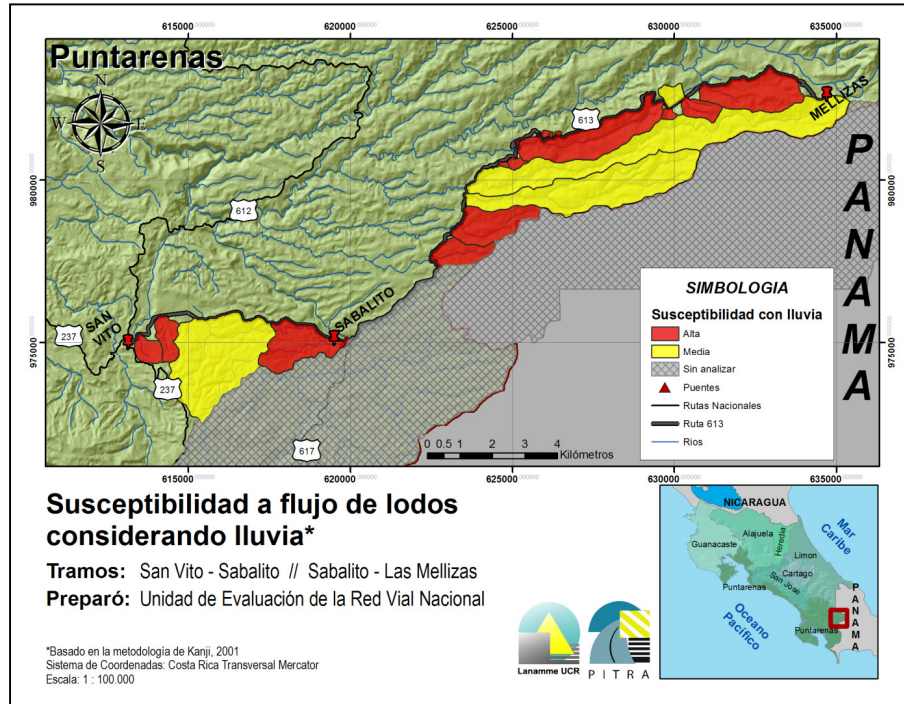 615000 620000 625000 630000 635000
Puntarenas
N
W E
S
613
MELLIZAS
980000 980000
612
PANAMA
SAN VITO
SABALITO
237
975000 975000
237
617
SIMBOLOGIA
Susceptibilidad con lluvia
Alta
Media
Sin analizar
Puentes
Rutas Nacionales
Ruta 613
Rios
0 0.5 1 2 3 4
Kilómetros
615000 620000 625000 630000 635000
Susceptibilidad a flujo de lodos
considerando lluvia*
Tramos: San Vito - Sabalito // Sabalito - Las Mellizas
Preparó: Unidad de Evaluación de la Red Vial Nacional
*Basado en la metodologia de Kanji, 2001
Sistema de Coordenadas: Costa Rica Transversal Mercator
Escala: 1 : 100.000
Lanamme UCR
PITRA
NICARAGUA
Mar
Caribe
Guanacaste
Alajuela
Heredia
Limon
Cartago
San Jose
Puntarenas
Oceano
Pacífico
Puntarenas
PANAMA